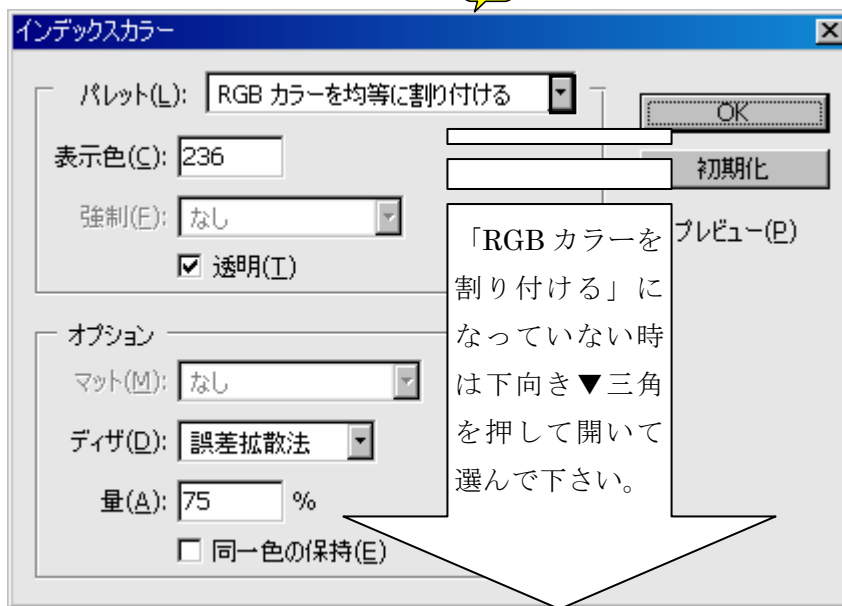 インデックスカラー
パレット(L): RGB カラーを均等に割り付ける
OK
表示色(C): 236
初期化
強制(F): なし
プレビュー(P)
透明(T)
「RGB カラーを
割り付ける」に
なっていない時
は下向き▼三角
を押して開いて
選んで下さい。
オプション
マット(M): なし
ディザ(D): 誤差拡散法
量(A): 75 %
同一色の保持(E)